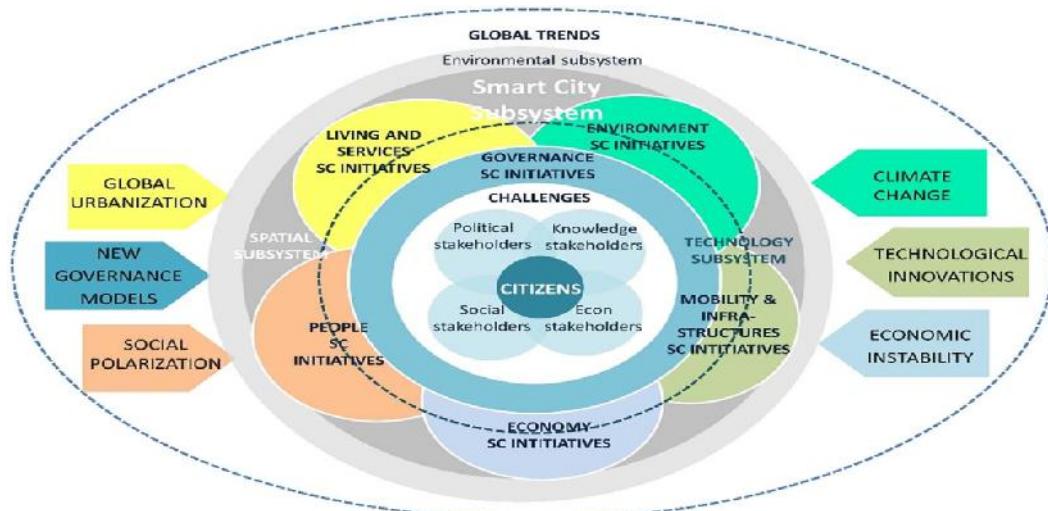 GLOBAL TRENDS
Environmental subsystem
Smart City
Subsystem
LIVING AND
SERVICES
SC INITIATIVES
ENVIRONMENT
SC INITIATIVES
GOVERNANCE
SC INITIATIVES
CHALLENGES
GLOBAL
URBANIZATION
NEW
GOVERNANCE
MODELS
SOCIAL
POLARIZATION
SPATIAL
SUBSYSTEM
Political
stakeholders
Knowledge
stakeholders
CITIZENS
Social
stakeholders
Econ
stakeholders
TECHNOLOGY
SUBSYSTEM
PEOPLE
SC
INITIATIVES
MOBILITY &
INFRA-
STRUCTURES
SC INTITIATIVES
ECONOMY
SC INTITIATIVES
CLIMATE
CHANGE
TECHNOLOGICAL
INNOVATIONS
ECONOMIC
INSTABILITY